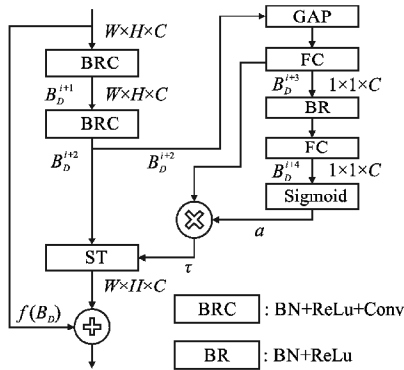 W×H×C
GAP
BRC
FC
B_D^{i+1} W×H×C
B_D^{i+3} 1×1×C
BRC
BR
B_D^{i+2}
B_D^{i+2}
FC
B_D^{i+4} 1×1×C
Sigmoid
a
ST
τ
W×H×C
f(B_D)
BRC : BN+ReLu+Conv
BR : BN+ReLu